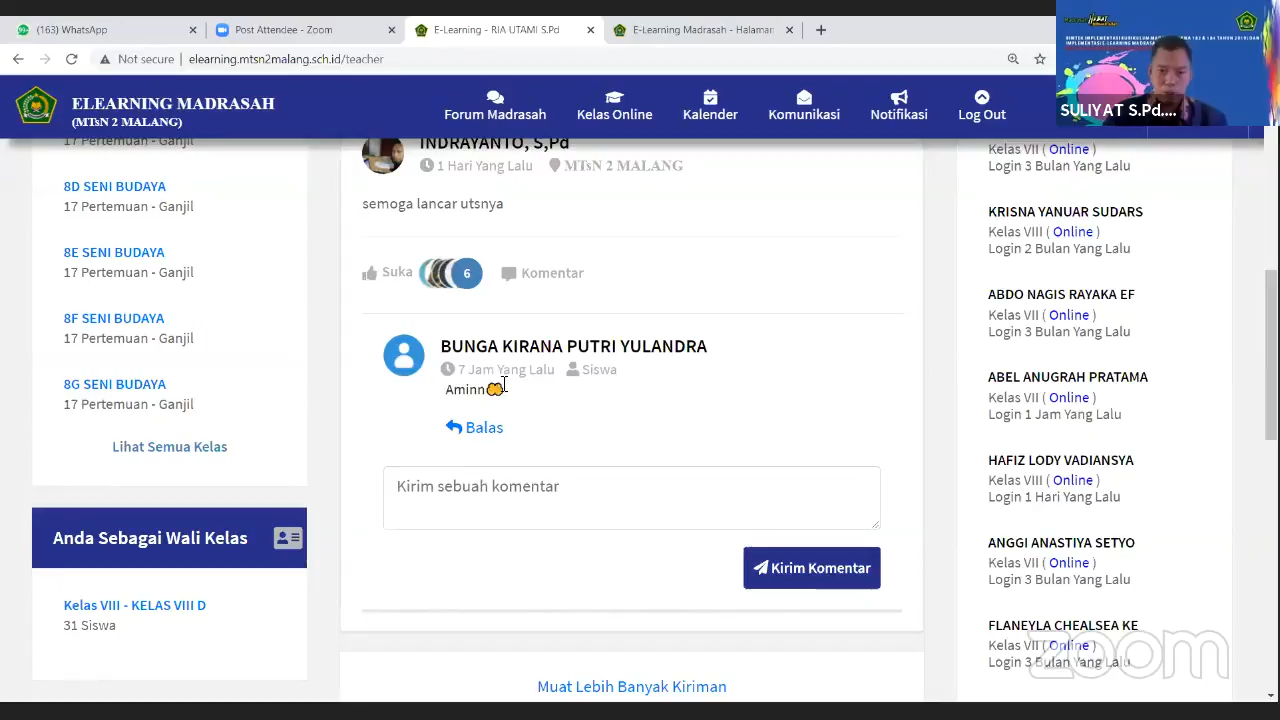 (163) WhatsApp
Post Attendee - Zoom
E-Learning - RIA UTAMI S.Pd
E-Learning Madrasah - Halaman
Not secure | elearning.mtsn2malang.sch.id/teacher
ELEARNING MADRASAH
(MTSN 2 MALANG)
Forum Madrasah
Kelas Online
Kalender
Komunikasi
Notifikasi
Log Out
SULIYAT S.Pd....
17 Pertemuan - Ganjil
8D SENI BUDAYA
17 Pertemuan - Ganjil
8E SENI BUDAYA
17 Pertemuan - Ganjil
8F SENI BUDAYA
17 Pertemuan - Ganjil
8G SENI BUDAYA
17 Pertemuan - Ganjil
Lihat Semua Kelas
Anda Sebagai Wali Kelas
Kelas VIII - KELAS VIII D
31 Siswa
INDRAYANTO, S,Pd
1 Hari Yang Lalu MTsN 2 MALANG
semoga lancar utsnya
Suka 6 Komentar
BUNGA KIRANA PUTRI YULANDRA
7 Jam Yang Lalu Siswa
Aminn
Balas
Kirim sebuah komentar
Kirim Komentar
Muat Lebih Banyak Kiriman
Kelas VII ( Online )
Login 3 Bulan Yang Lalu
KRISNA YANUAR SUDARS
Kelas VIII ( Online )
Login 2 Bulan Yang Lalu
ABDO NAGIS RAYAKA EF
Kelas VII ( Online )
Login 3 Bulan Yang Lalu
ABEL ANUGRAH PRATAMA
Kelas VII ( Online )
Login 1 Jam Yang Lalu
HAFIZ LODY VADIANSYA
Kelas VIII ( Online )
Login 1 Hari Yang Lalu
ANGGI ANASTIYA SETYO
Kelas VII ( Online )
Login 3 Bulan Yang Lalu
FLANEYLA CHEALSEA KE
Kelas VII ( Online )
Login 3 Bulan Yang Lalu
zoom